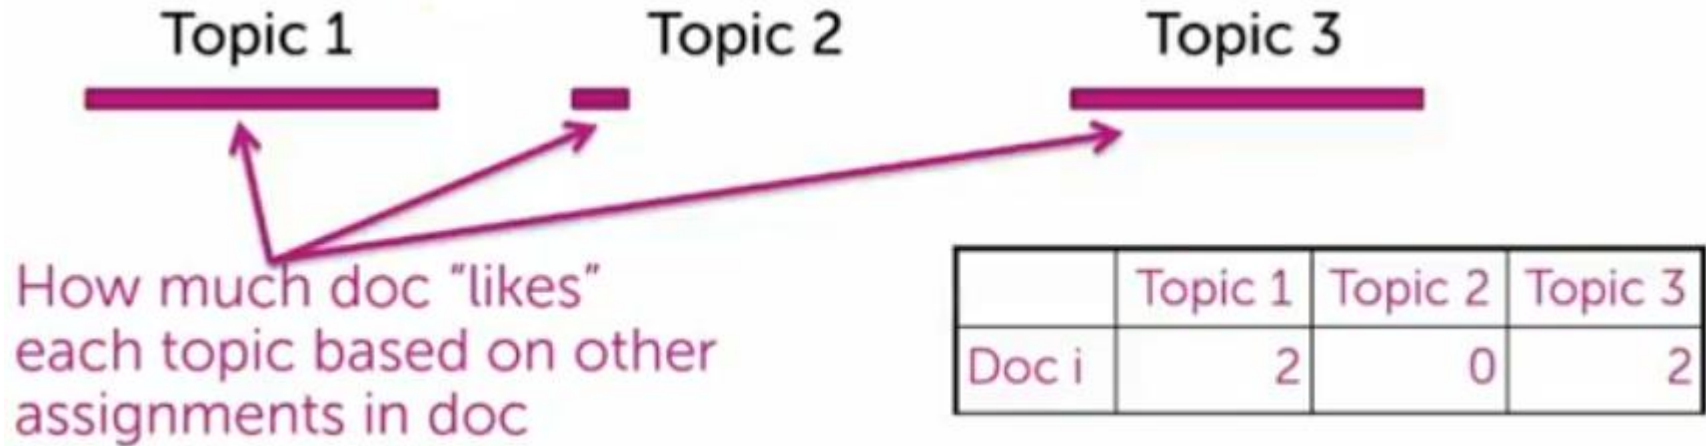 Topic 1 Topic 2 Topic 3
How much doc "likes"
each topic based on other
assignments in doc
Topic 1 Topic 2 Topic 3
Doc i 2 0 2